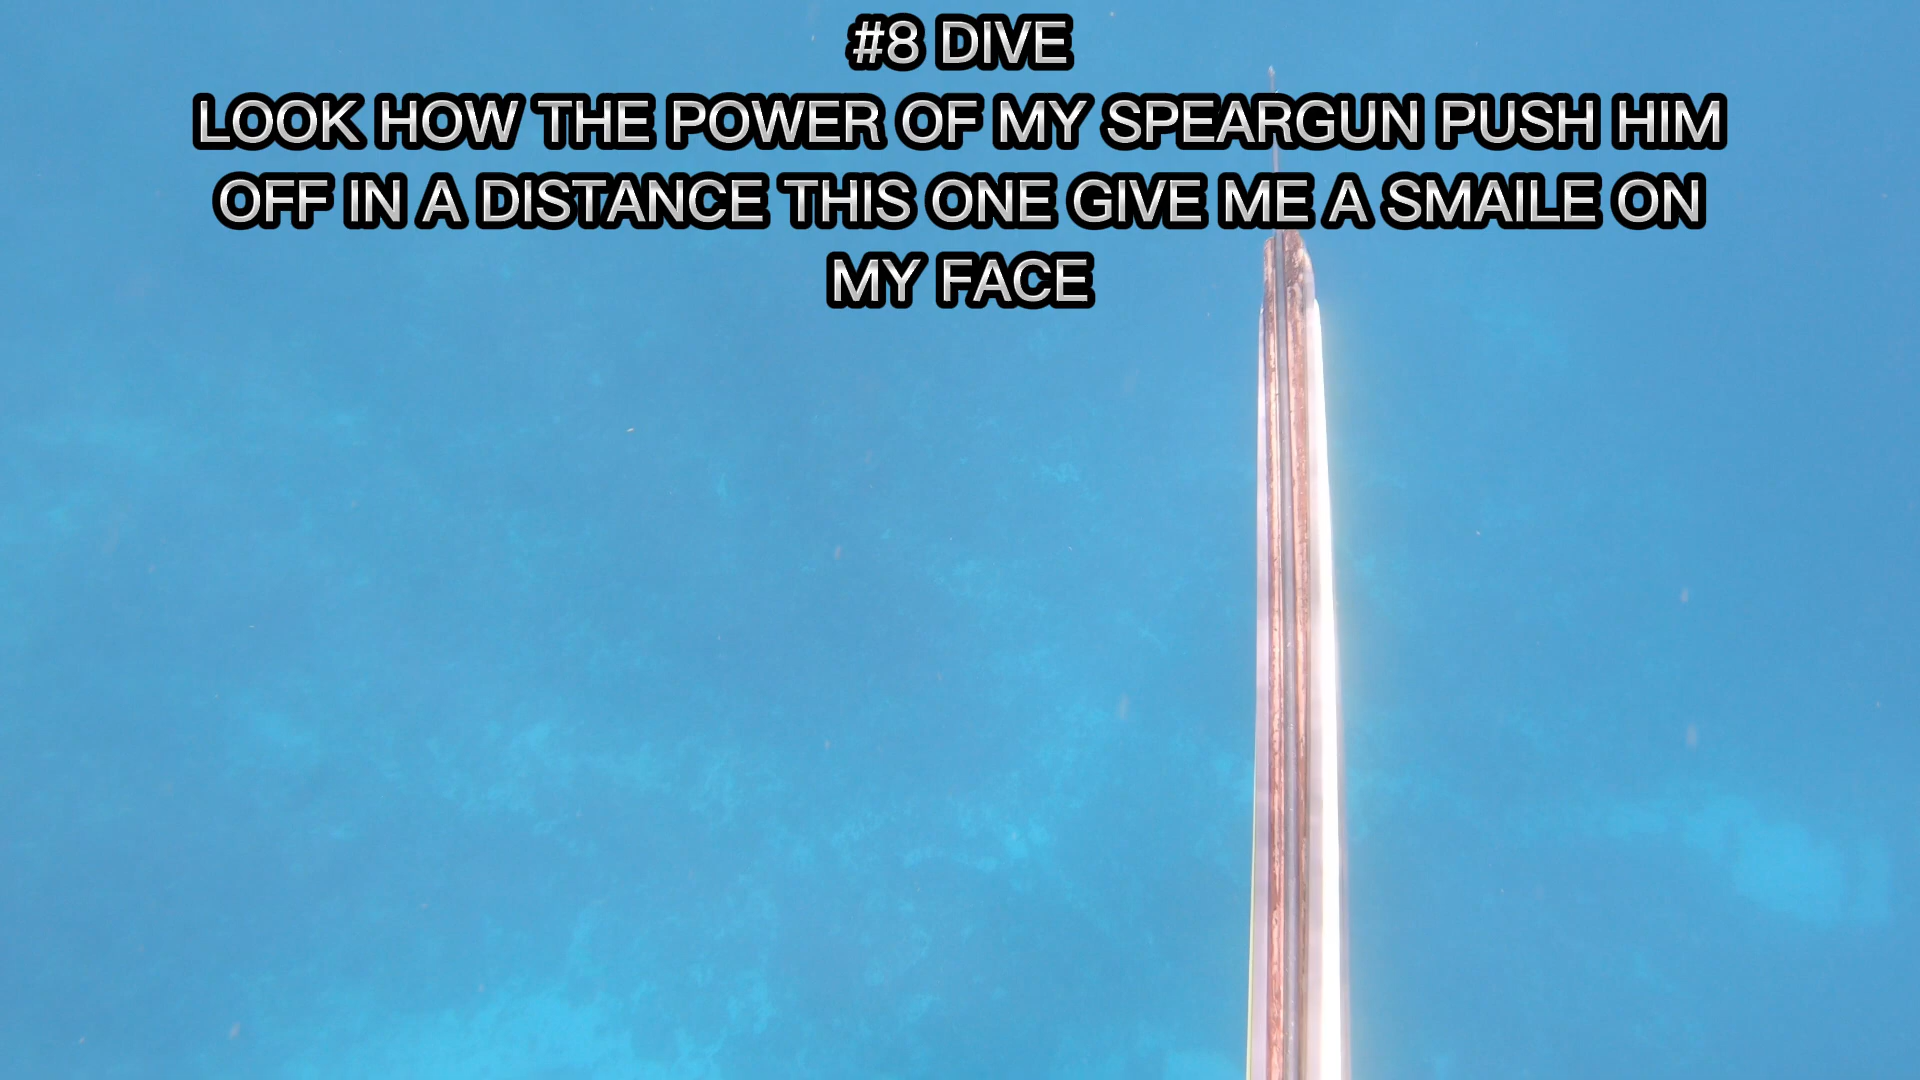 #8 DIVE
LOOK HOW THE POWER OF MY SPEARGUN PUSH HIM
OFF IN A DISTANCE THIS ONE GIVE ME A SMAILE ON
MY FACE